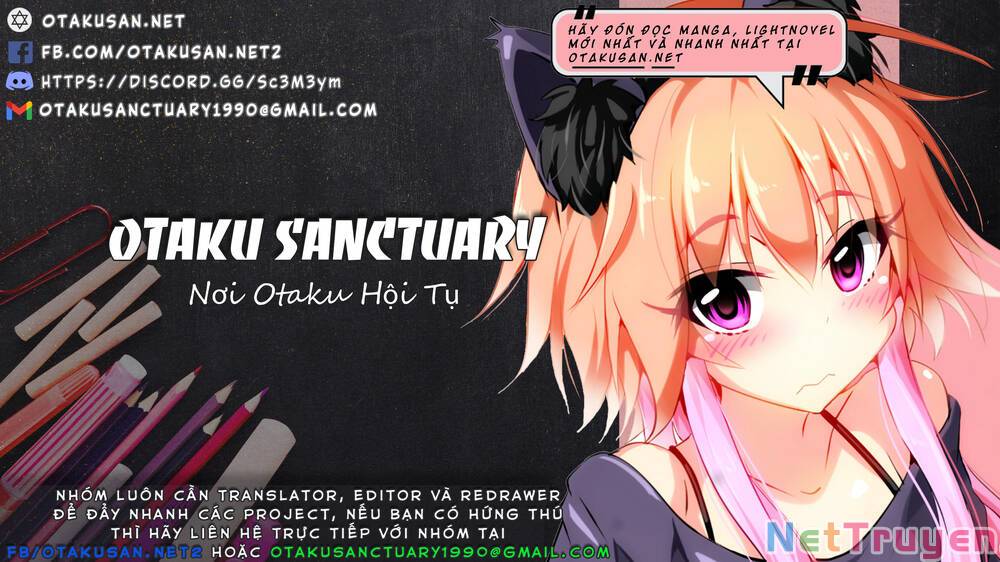 OTAKUSAN.NET
FB.COM/OTAKUSAN.NET2
HTTPS://DISCORD.GG/Sc3M3ym
OTAKUSANCTUARY1990@GMAIL.COM
HÃY ĐÓN ĐỌC MANGA, LIGHTNOVEL
MỚI NHẤT VÀ NHANH NHẤT TẠI
OTAKUSAN.NET
OTAKU SANCTUARY
Nơi Otaku Hội Tụ
NHÓM LUÔN CẦN TRANSLATOR, EDITOR VÀ REDRAWER
ĐỂ ĐẨY NHANH CÁC PROJECT, NẾU BẠN CÓ HỨNG THÚ
THÌ HÃY LIÊN HỆ TRỰC TIẾP VỚI NHÓM TẠI
FB/OTAKUSAN.NET2 HOẶC OTAKUSANCTUARY1990@GMAIL.COM
NetTruyen